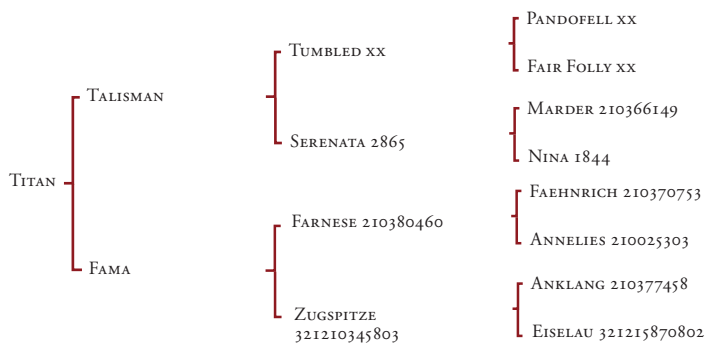 PANDOFELL XX
TUMBLED XX
FAIR FOLLY XX
TALISMAN
MARDER 210366149
SERENATA 2865
NINA 1844
TITAN
FAEHNRICH 210370753
FARNESE 210380460
ANNELIES 210025303
FAMA
ANKLANG 210377458
ZUGSPITZE
321210345803
EISELAU 321215870802